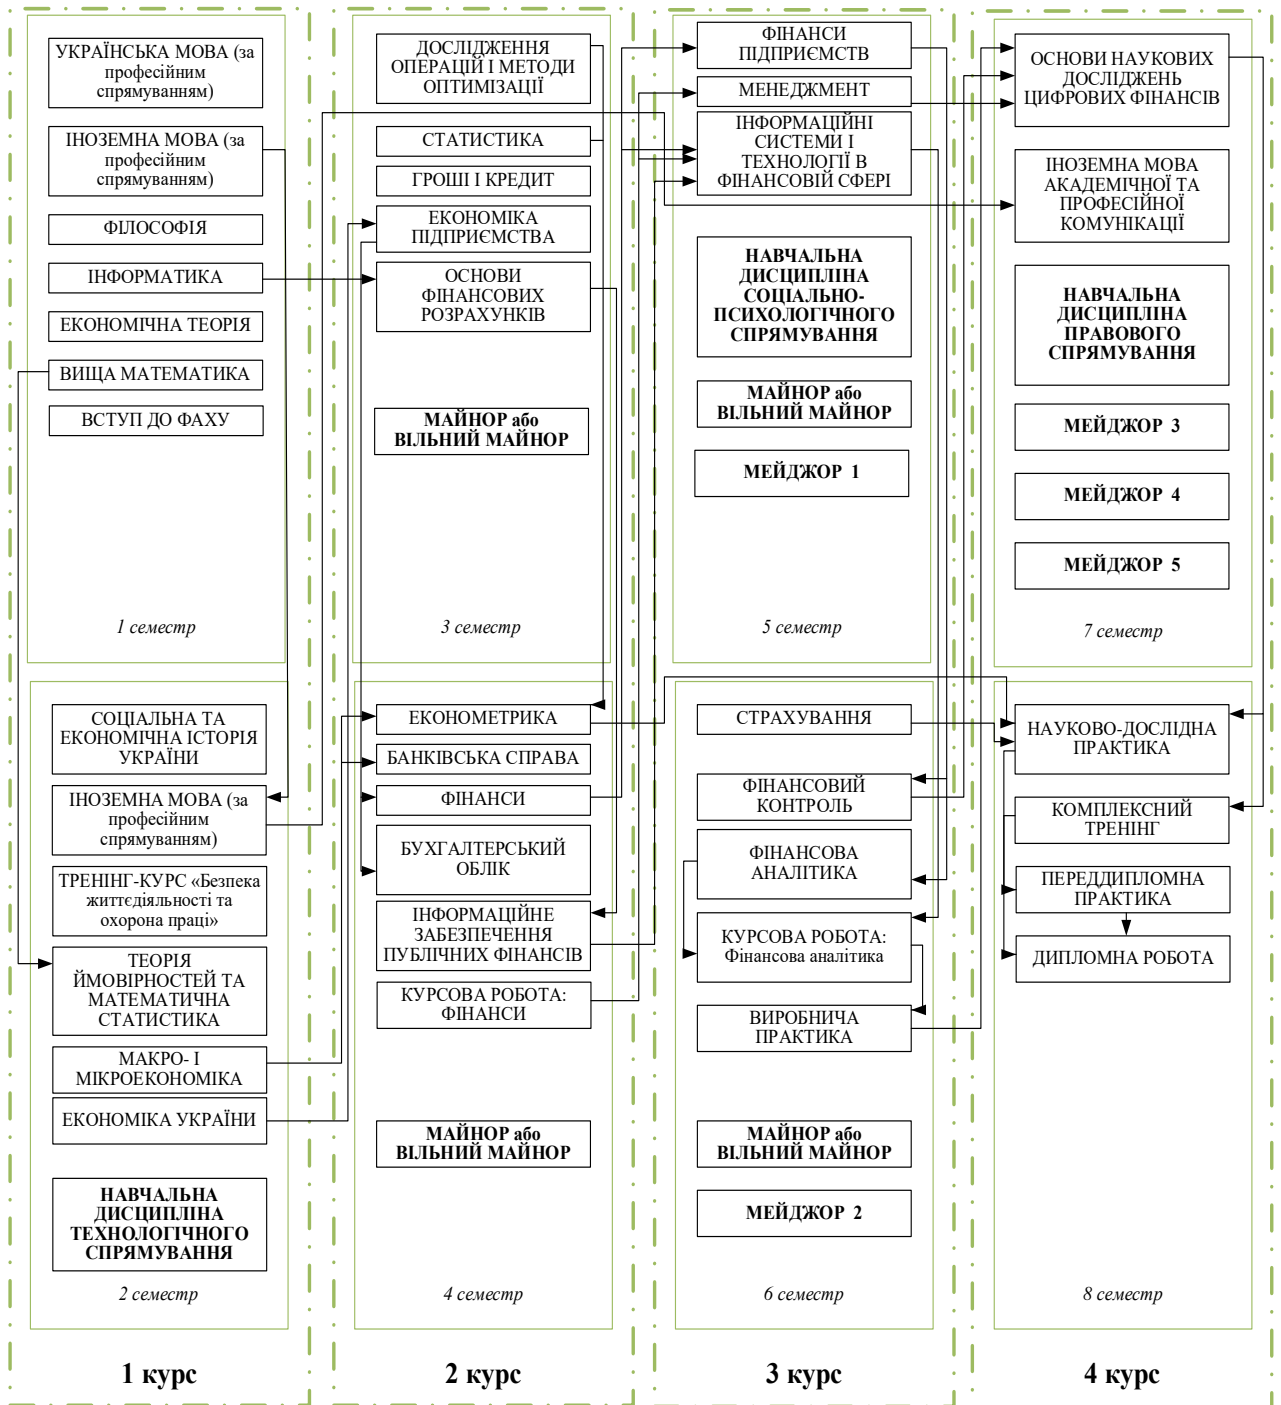 УКРАЇНСЬКА МОВА (за
професійним
спрямуванням)
ІНОЗЕМНА МОВА (за
професійним
спрямуванням)
ФІЛОСОФІЯ
ІНФОРМАТИКА
ЕКОНОМІЧНА ТЕОРІЯ
ВИЩА МАТЕМАТИКА
ВСТУП ДО ФАХУ
1 семестр
СОЦІАЛЬНА ТА
ЕКОНОМІЧНА ІСТОРІЯ
УКРАЇНИ
ІНОЗЕМНА МОВА (за
професійним
спрямуванням)
ТРЕНІНГ-КУРС «Безпека
життєдіяльності та
охорона праці»
ТЕОРІЯ
ЙМОВІРНОСТЕЙ ТА
МАТЕМАТИЧНА
СТАТИСТИКА
МАКРО- І
МІКРОЕКОНОМІКА
ЕКОНОМІКА УКРАЇНИ
НАВЧАЛЬНА
ДИСЦИПЛІНА
ТЕХНОЛОГІЧНОГО
СПРЯМУВАННЯ
2 семестр
1 курс
ДОСЛІДЖЕННЯ
ОПЕРАЦІЙ І МЕТОДИ
ОПТИМІЗАЦІЇ
СТАТИСТИКА
ГРОШІ І КРЕДИТ
ЕКОНОМІКА
ПІДПРИЄМСТВА
ОСНОВИ
ФІНАНСОВИХ
РОЗРАХУНКІВ
МАЙНОР або
ВІЛЬНИЙ МАЙНОР
3 семестр
ЕКОНОМЕТРИКА
БАНКІВСЬКА СПРАВА
ФІНАНСИ
БУХГАЛТЕРСЬКИЙ
ОБЛІК
ІНФОРМАЦІЙНЕ
ЗАБЕЗПЕЧЕННЯ
ПУБЛІЧНИХ ФІНАНСІВ
КУРСОВА РОБОТА:
ФІНАНСИ
МАЙНОР або
ВІЛЬНИЙ МАЙНОР
4 семестр
2 курс
ФІНАНСИ
ПІДПРИЄМСТВ
МЕНЕДЖМЕНТ
ІНФОРМАЦІЙНІ
СИСТЕМИ І
ТЕХНОЛОГІЇ В
ФІНАНСОВІЙ СФЕРІ
НАВЧАЛЬНА
ДИСЦИПЛІНА
СОЦІАЛЬНО-
ПСИХОЛОГІЧНОГО
СПРЯМУВАННЯ
МАЙНОР або
ВІЛЬНИЙ МАЙНОР
МЕЙДЖОР 1
5 семестр
СТРАХУВАННЯ
ФІНАНСОВИЙ
КОНТРОЛЬ
ФІНАНСОВА
АНАЛІТИКА
КУРСОВА РОБОТА:
Фінансова аналітика
ВИРОБНИЧА
ПРАКТИКА
МАЙНОР або
ВІЛЬНИЙ МАЙНОР
МЕЙДЖОР 2
6 семестр
3 курс
ОСНОВИ НАУКОВИХ
ДОСЛІДЖЕНЬ
ЦИФРОВИХ ФІНАНСІВ
ІНОЗЕМНА МОВА
АКАДЕМІЧНОЇ ТА
ПРОФЕСІЙНОЇ
КОМУНІКАЦІЇ
НАВЧАЛЬНА
ДИСЦИПЛІНА
ПРАВОВОГО
СПРЯМУВАННЯ
МЕЙДЖОР 3
МЕЙДЖОР 4
МЕЙДЖОР 5
7 семестр
НАУКОВО-ДОСЛІДНА
ПРАКТИКА
КОМПЛЕКСНИЙ
ТРЕНІНГ
ПЕРЕДДИПЛОМНА
ПРАКТИКА
ДИПЛОМНА РОБОТА
8 семестр
4 курс